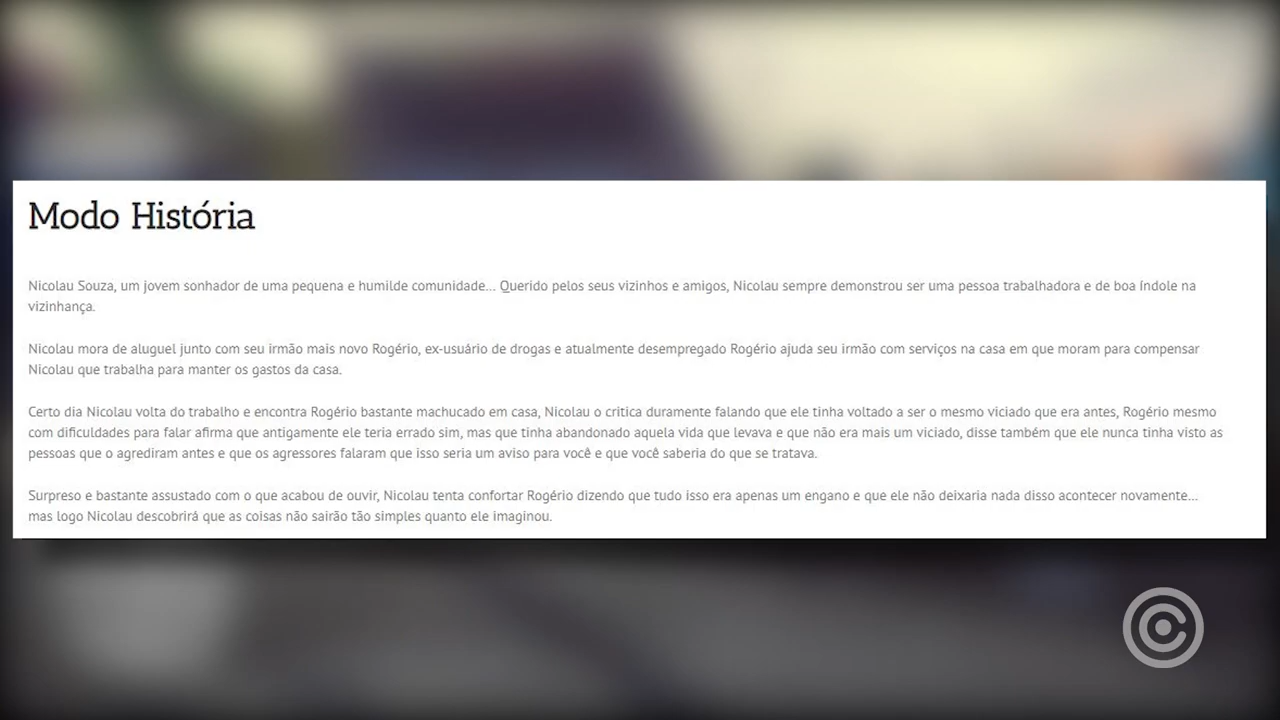 Modo História
Nicolau Souza, um jovem sonhador de uma pequena e humilde comunidade... Querido pelos seus vizinhos e amigos, Nicolau sempre demonstrou ser uma pessoa trabalhadora e de boa índole na
vizinhança.
Nicolau mora de aluguel junto com seu irmão mais novo Rogério, ex-usuário de drogas e atualmente desempregado Rogério ajuda seu irmão com serviços na casa em que moram para compensar
Nicolau que trabalha para manter os gastos da casa.
Certo dia Nicolau volta do trabalho e encontra Rogério bastante machucado em casa, Nicolau o critica duramente falando que ele tinha voltado a ser o mesmo viciado que era antes, Rogério mesmo
com dificuldades para falar afirma que antigamente ele teria errado sim, mas que tinha abandonado aquela vida que levava e que não era mais um viciado, disse também que ele nunca tinha visto as
pessoas que o agrediram antes e que os agressores falaram que isso seria um aviso para você e que você saberia do que se tratava.
Surpreso e bastante assustado com o que acabou de ouvir, Nicolau tenta confortar Rogério dizendo que tudo isso era apenas um engano e que ele não deixaria nada disso acontecer novamente...
mas logo Nicolau descobrirá que as coisas não sairão tão simples quanto ele imaginou.